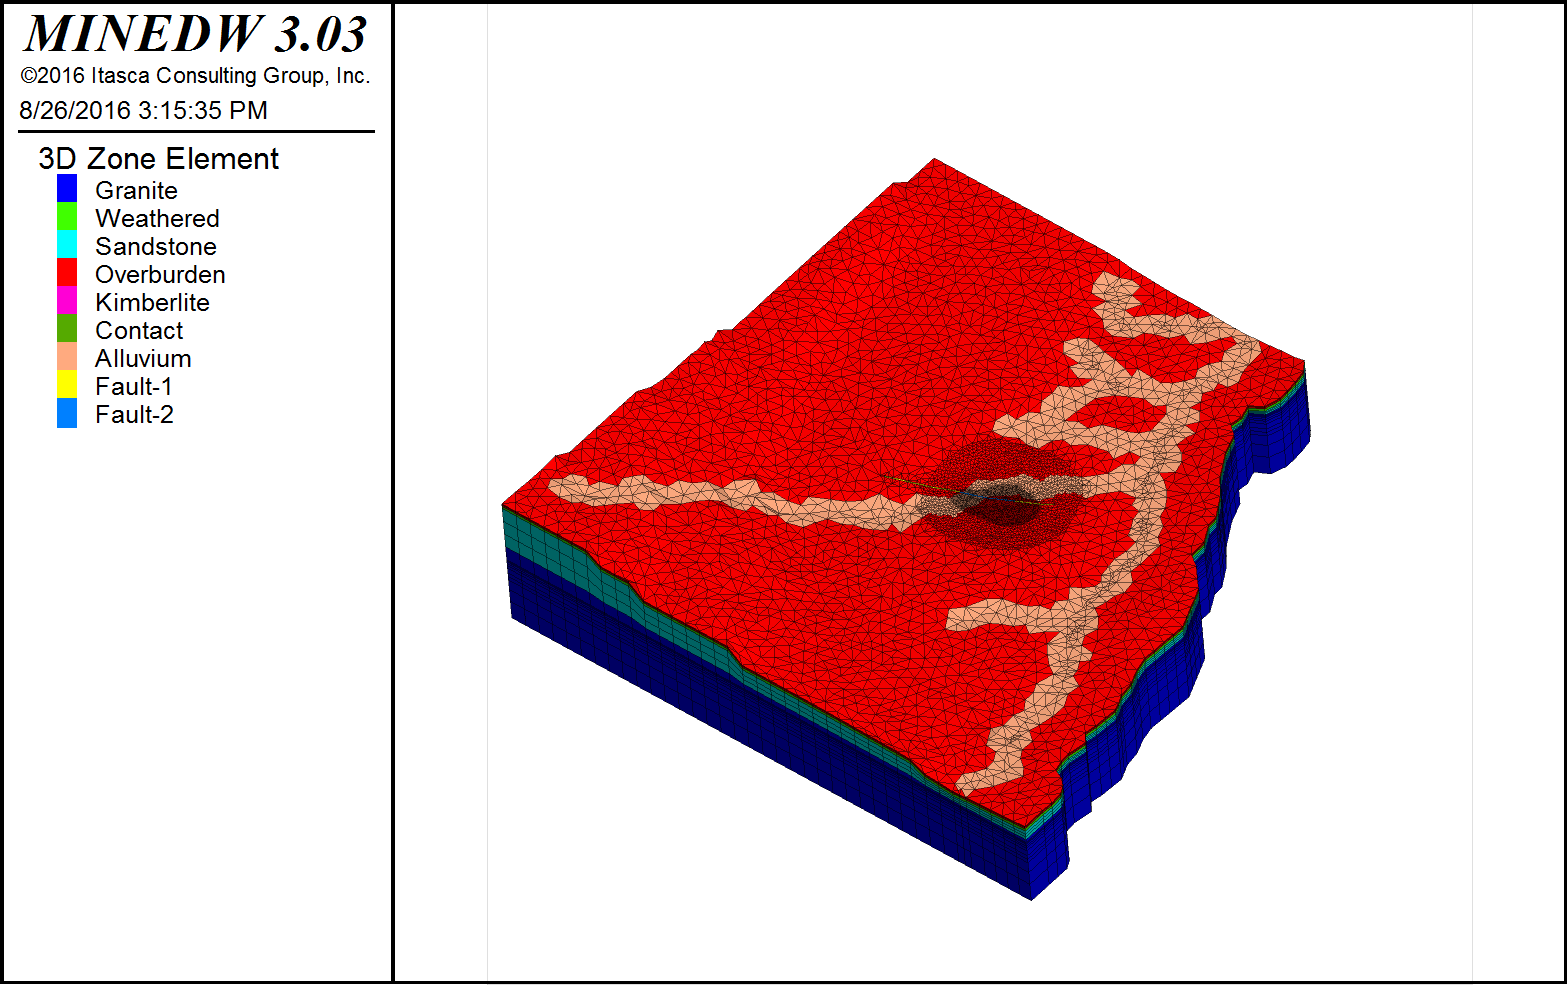 MINEDW 3.03
©2016 Itasca Consulting Group, Inc.
8/26/2016 3:15:35 PM
3D Zone Element
Granite
Weathered
Sandstone
Overburden
Kimberlite
Contact
Alluvium
Fault-1
Fault-2